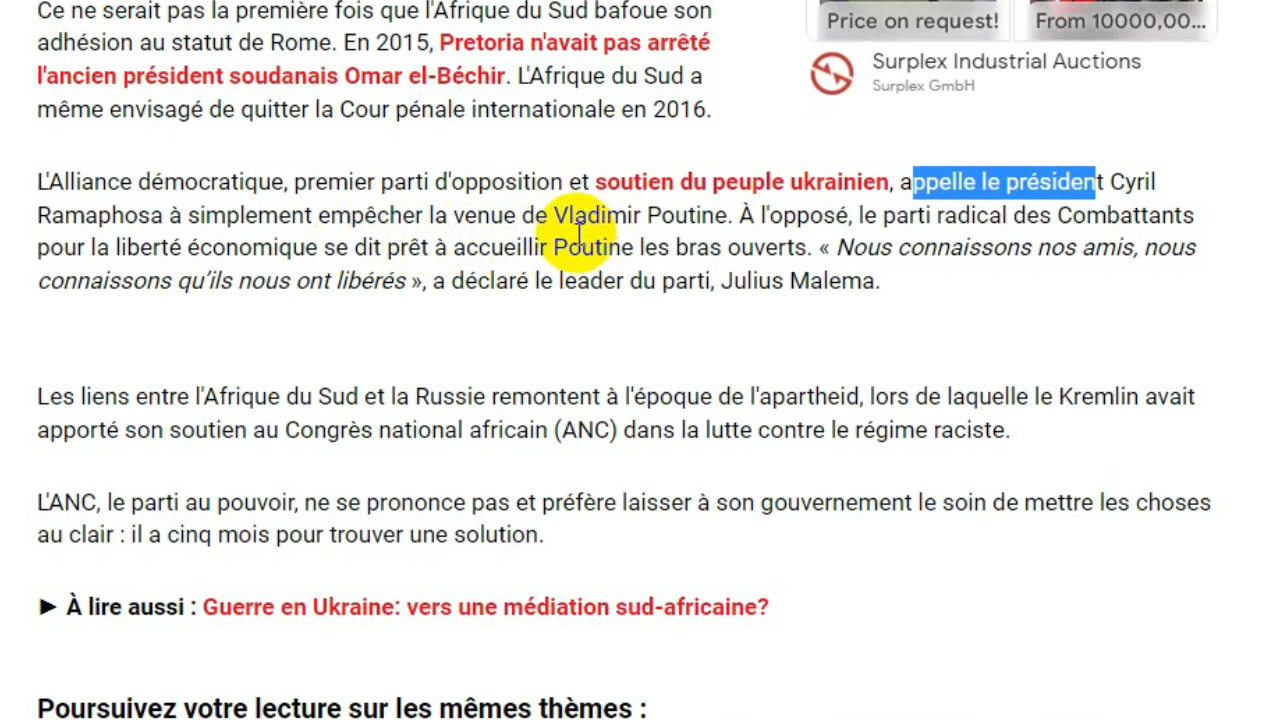 Ce ne serait pas la première fois que l'Afrique du Sud bafoue son
adhésion au statut de Rome. En 2015, Pretoria n'avait pas arrêté
l'ancien président soudanais Omar el-Béchir. L'Afrique du Sud a
même envisagé de quitter la Cour pénale internationale en 2016.
Price on request!
From 10000,00...
Surplex Industrial Auctions
Surplex GmbH
L'Alliance démocratique, premier parti d'opposition et soutien du peuple ukrainien, appelle le président Cyril
Ramaphosa à simplement empêcher la venue de Vladimir Poutine. À l'opposé, le parti radical des Combattants
pour la liberté économique se dit prêt à accueillir Poutine les bras ouverts. « Nous connaissons nos amis, nous
connaissons qu’ils nous ont libérés », a déclaré le leader du parti, Julius Malema.
Les liens entre l'Afrique du Sud et la Russie remontent à l'époque de l'apartheid, lors de laquelle le Kremlin avait
apporté son soutien au Congrès national africain (ANC) dans la lutte contre le régime raciste.
L'ANC, le parti au pouvoir, ne se prononce pas et préfère laisser à son gouvernement le soin de mettre les choses
au clair : il a cinq mois pour trouver une solution.
► À lire aussi : Guerre en Ukraine: vers une médiation sud-africaine?
Poursuivez votre lecture sur les mêmes thèmes :